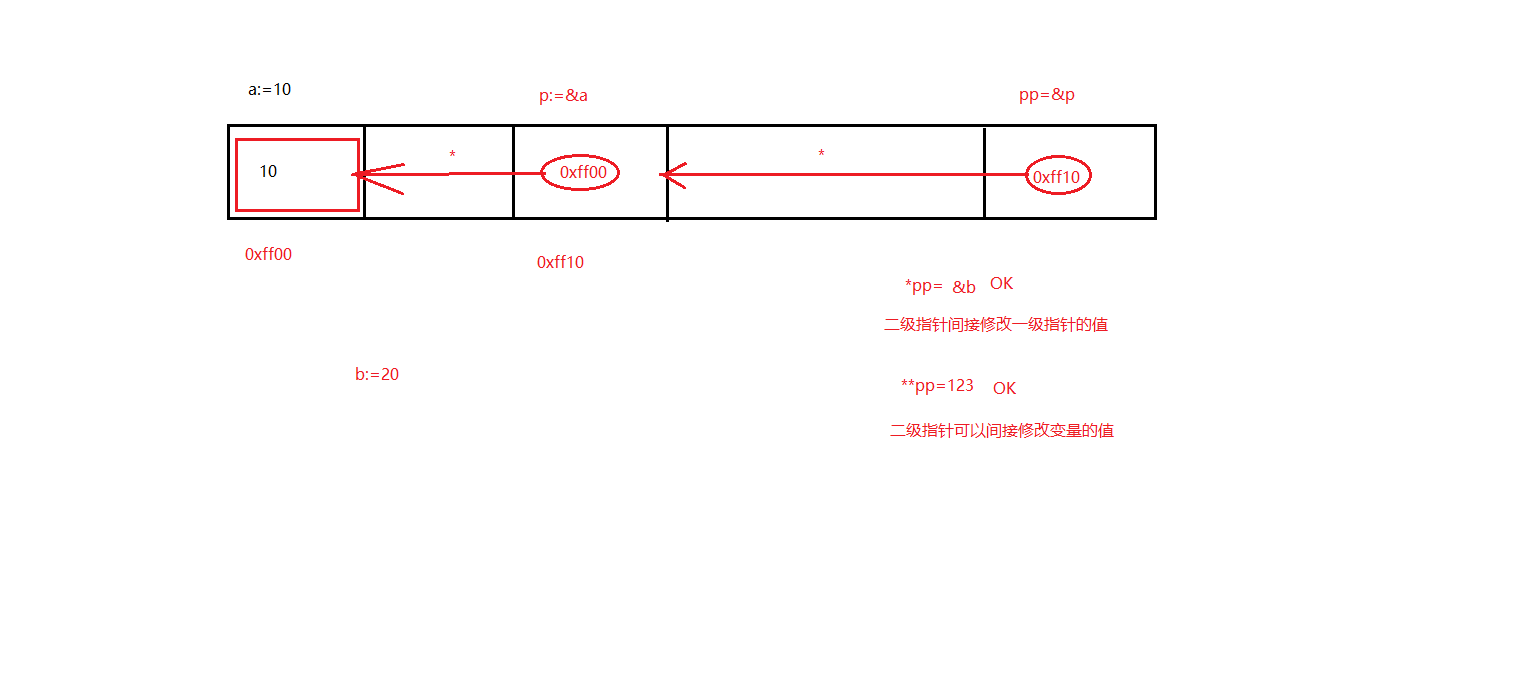 a:=10
p:=&a
pp=&p
*
*
10
0xff00
0xff10
0xff00
0xff10
*pp= &b OK
二级指针间接修改一级指针的值
b:=20
**pp=123 OK
二级指针可以间接修改变量的值